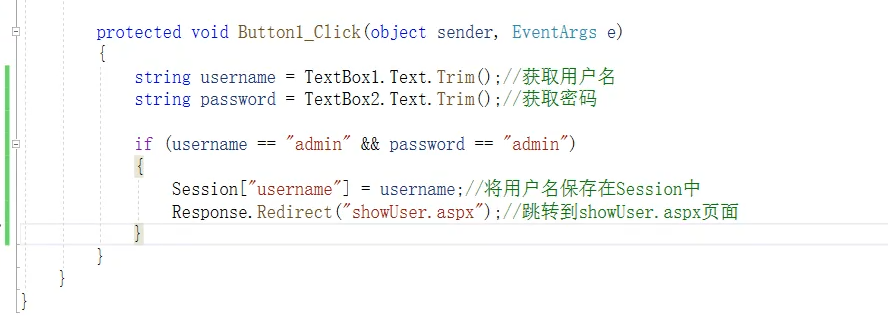 protected void Button1_Click(object sender, EventArgs e)
{
string username = TextBox1.Text.Trim();//获取用户名
string password = TextBox2.Text.Trim();//获取密码
if (username == "admin" && password == "admin")
{
Session["username"] = username;//将用户名保存在Session中
Response.Redirect("showUser.aspx");//跳转到showUser.aspx页面
}
}
}
}